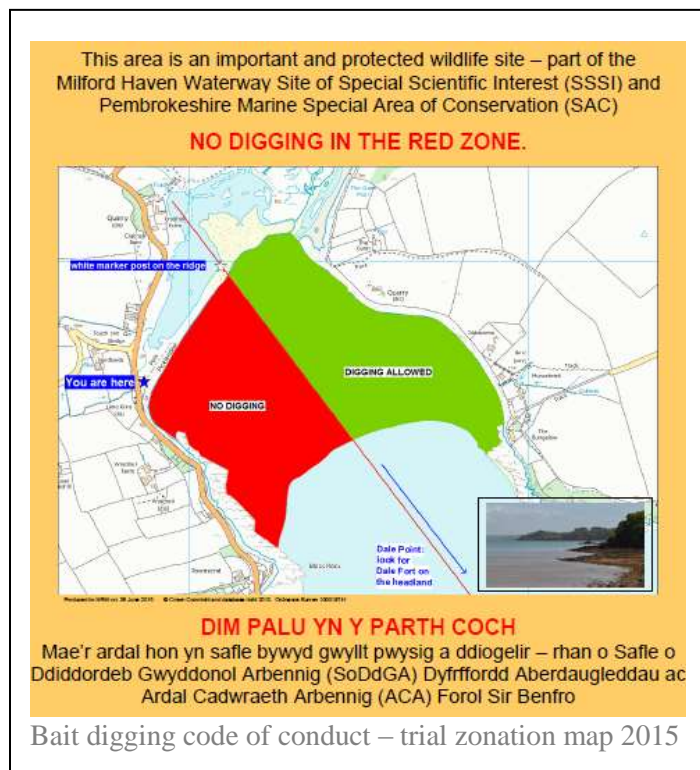 This area is an important and protected wildlife site – part of the
Milford Haven Waterway Site of Special Scientific Interest (SSSI) and
Pembrokeshire Marine Special Area of Conservation (SAC)
NO DIGGING IN THE RED ZONE.
Quarry
white marker post on the ridge
Quarry
You are here
NO DIGGING
DIGGING ALLOWED
Track
The Bungalow
Dale Point:
look for
Dale Fort on
the headland
DIM PALU YN Y PARTH COCH
Mae'r ardal hon yn safle bywyd gwyllt pwysig a ddiogelir – rhan o Safle o
Ddiddordeb Gwyddonol Arbennig (SoDdGA) Dyfrffordd Aberdaugleddau ac
Ardal Cadwraeth Arbennig (ACA) Forol Sir Benfro
Bait digging code of conduct – trial zonation map 2015